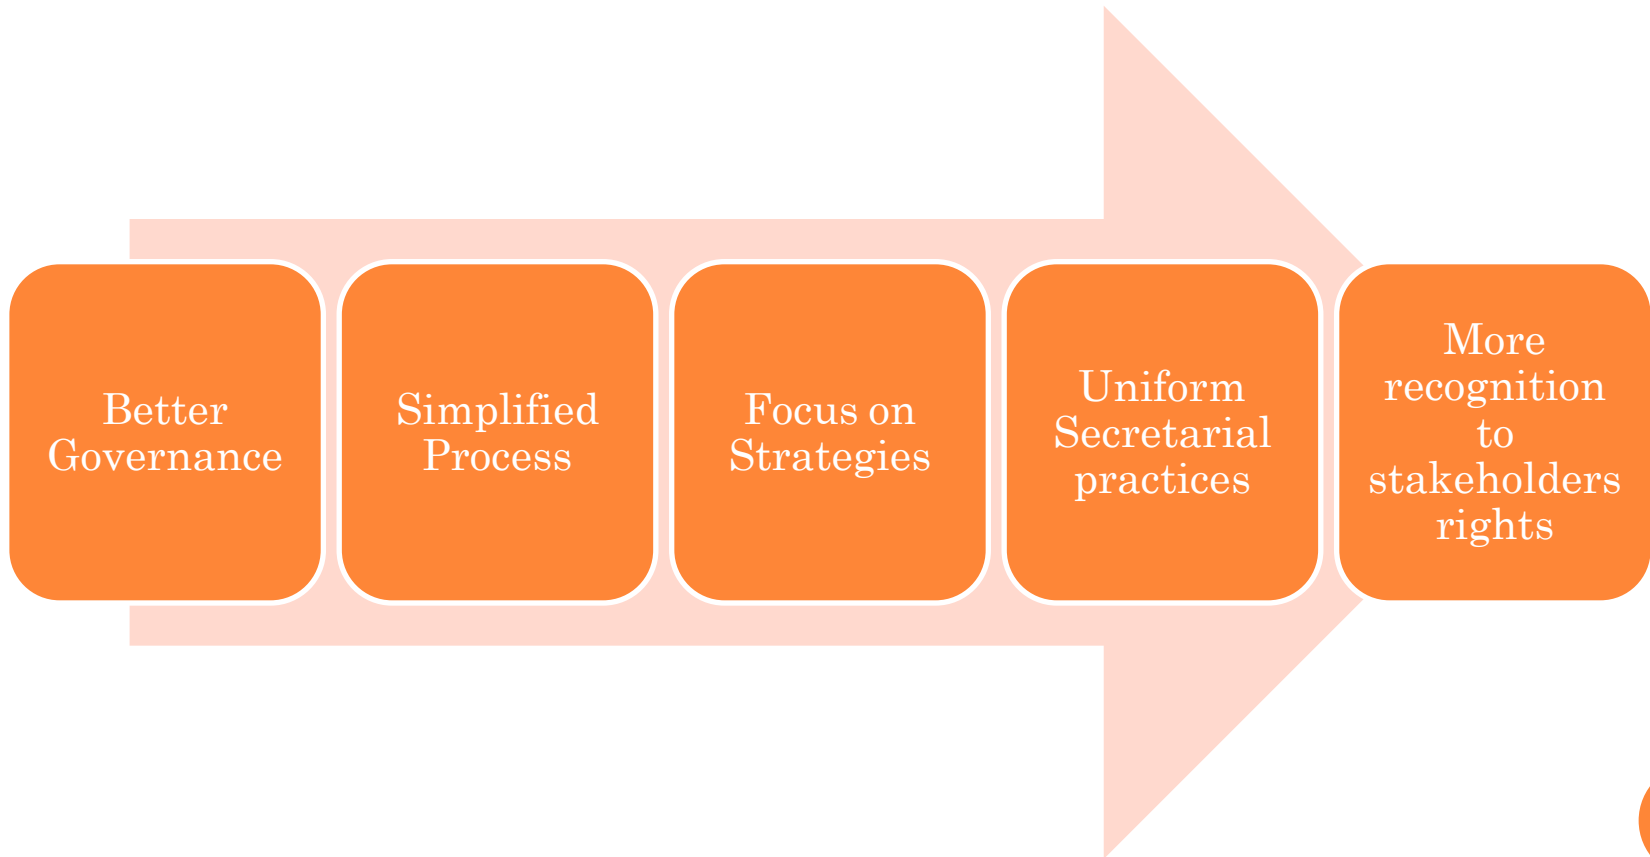 Better
Governance
Simplified
Process
Focus on
Strategies
Uniform
Secretarial
practices
More
recognition
to
stakeholders
rights